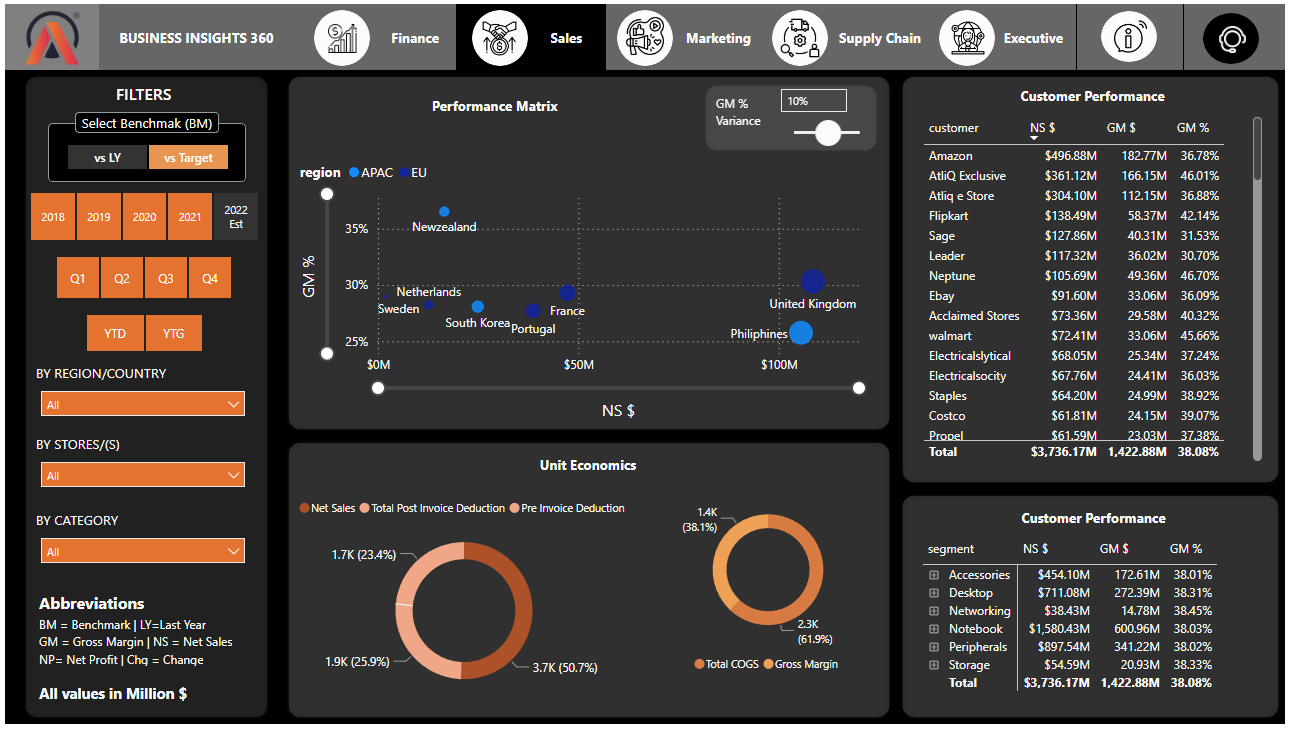 BUSINESS INSIGHTS 360
Finance
Sales
Marketing
Supply Chain
Executive
FILTERS
Select Benchmak (BM)
vs LY
vs Target
2018
2019
2020
2021
2022
Est
Q1
Q2
Q3
Q4
YTD
YTG
BY REGION/COUNTRY
All
BY STORES/(S)
All
BY CATEGORY
All
Abbreviations
BM = Benchmark | LY=Last Year
GM = Gross Margin | NS = Net Sales
NP= Net Profit | Chg = Change
All values in Million $
Performance Matrix
GM %
Variance
10%
region APAC EU
GM %
35%
30%
25%
Newzealand
Netherlands
Sweden
South Korea
Portugal
France
United Kingdom
Philiphines
$0M $50M $100M
NS $
Unit Economics
Net Sales Total Post Invoice Deduction Pre Invoice Deduction
1.7K (23.4%)
1.9K (25.9%)
3.7K (50.7%)
1.4K
(38.1%)
2.3K
(61.9%)
Total COGS Gross Margin
Customer Performance
customer NS $ GM $ GM %
Amazon $496.88M 182.77M 36.78%
AtliQ Exclusive $361.12M 166.15M 46.01%
Atliq e Store $304.10M 112.15M 36.88%
Flipkart $138.49M 58.37M 42.14%
Sage $127.86M 40.31M 31.53%
Leader $117.32M 36.02M 30.70%
Neptune $105.69M 49.36M 46.70%
Ebay $91.60M 33.06M 36.09%
Acclaimed Stores $73.36M 29.58M 40.32%
walmart $72.41M 33.06M 45.66%
Electricalslytical $68.05M 25.34M 37.24%
Electricalsocity $67.76M 24.41M 36.03%
Staples $64.20M 24.99M 38.92%
Costco $61.81M 24.15M 39.07%
Propel $61.59M 23.03M 37.38%
Total $3,736.17M 1,422.88M 38.08%
Customer Performance
segment NS $ GM $ GM %
Accessories $454.10M 172.61M 38.01%
Desktop $711.08M 272.39M 38.31%
Networking $38.43M 14.78M 38.45%
Notebook $1,580.43M 600.96M 38.03%
Peripherals $897.54M 341.22M 38.02%
Storage $54.59M 20.93M 38.33%
Total $3,736.17M 1,422.88M 38.08%